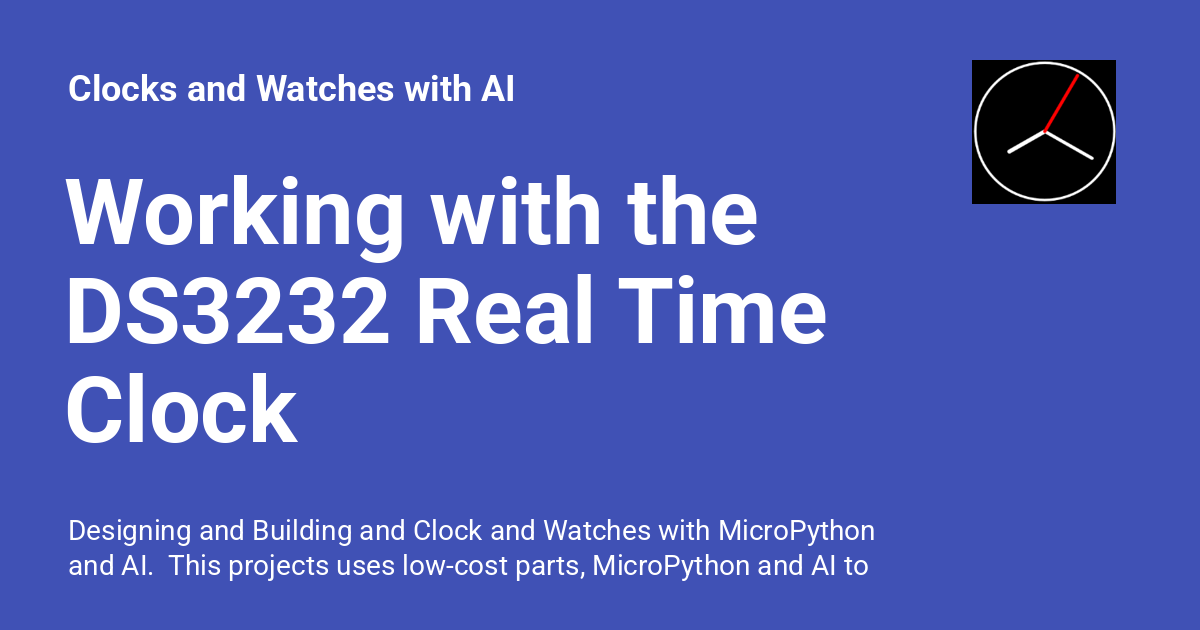 Clocks and Watches with AI
Working with the
DS3232 Real Time
Clock
Designing and Building and Clock and Watches with MicroPython
and AI.  This projects uses low-cost parts, MicroPython and AI to